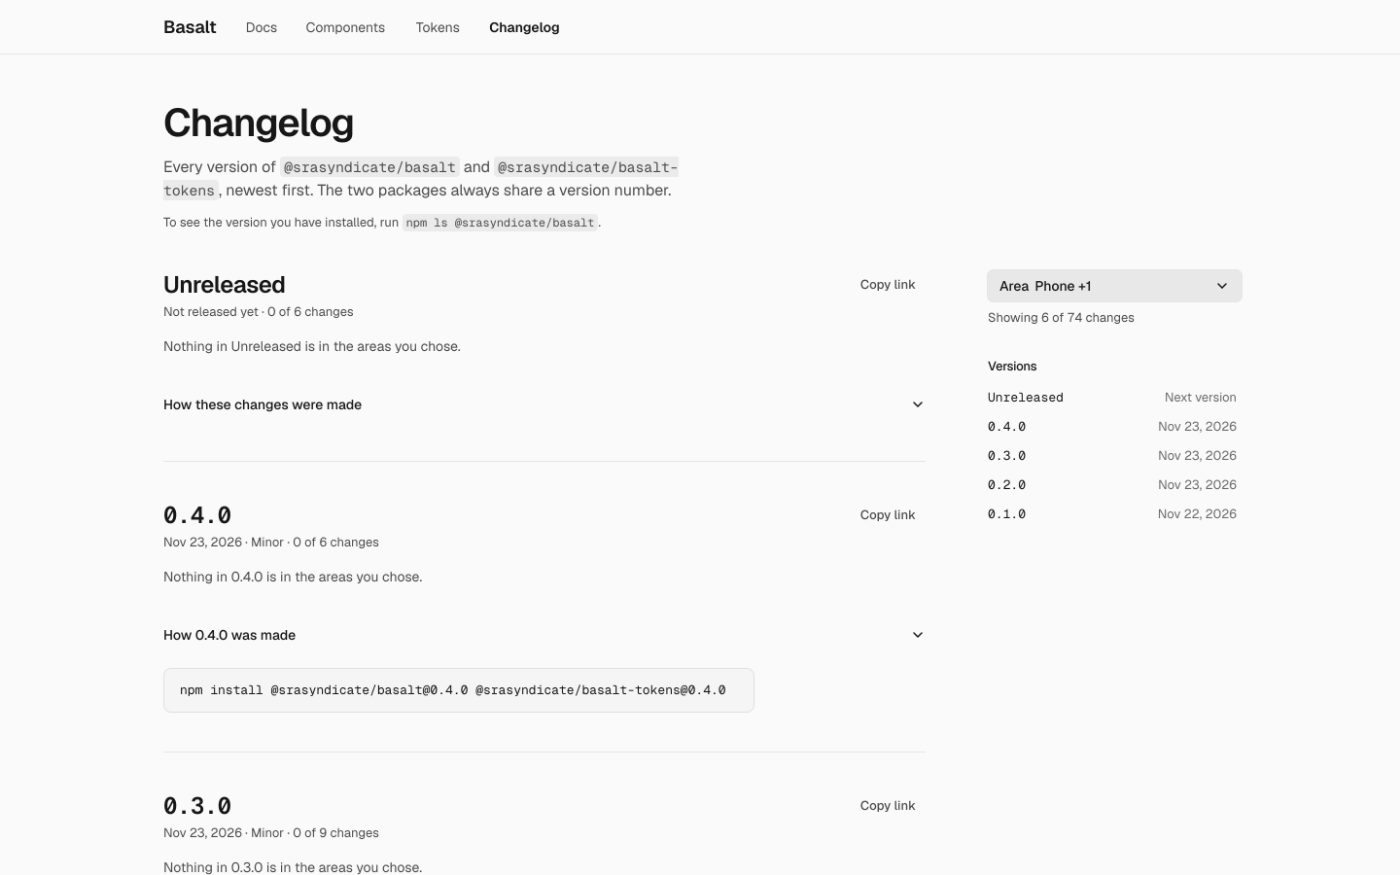 Basalt Docs Components Tokens Changelog
Changelog
Every version of @srasyndicate/basalt and @srasyndicate/basalt-
tokens, newest first. The two packages always share a version number.
To see the version you have installed, run npm ls @srasyndicate/basalt.
Unreleased
Copy link
Not released yet · 0 of 6 changes
Nothing in Unreleased is in the areas you chose.
How these changes were made
0.4.0
Copy link
Nov 23, 2026 · Minor · 0 of 6 changes
Nothing in 0.4.0 is in the areas you chose.
How 0.4.0 was made
npm install @srasyndicate/basalt@0.4.0 @srasyndicate/basalt-tokens@0.4.0
0.3.0
Copy link
Nov 23, 2026 · Minor · 0 of 9 changes
Nothing in 0.3.0 is in the areas you chose.
Area Phone +1
Showing 6 of 74 changes
Versions
Unreleased Next version
0.4.0 Nov 23, 2026
0.3.0 Nov 23, 2026
0.2.0 Nov 23, 2026
0.1.0 Nov 22, 2026